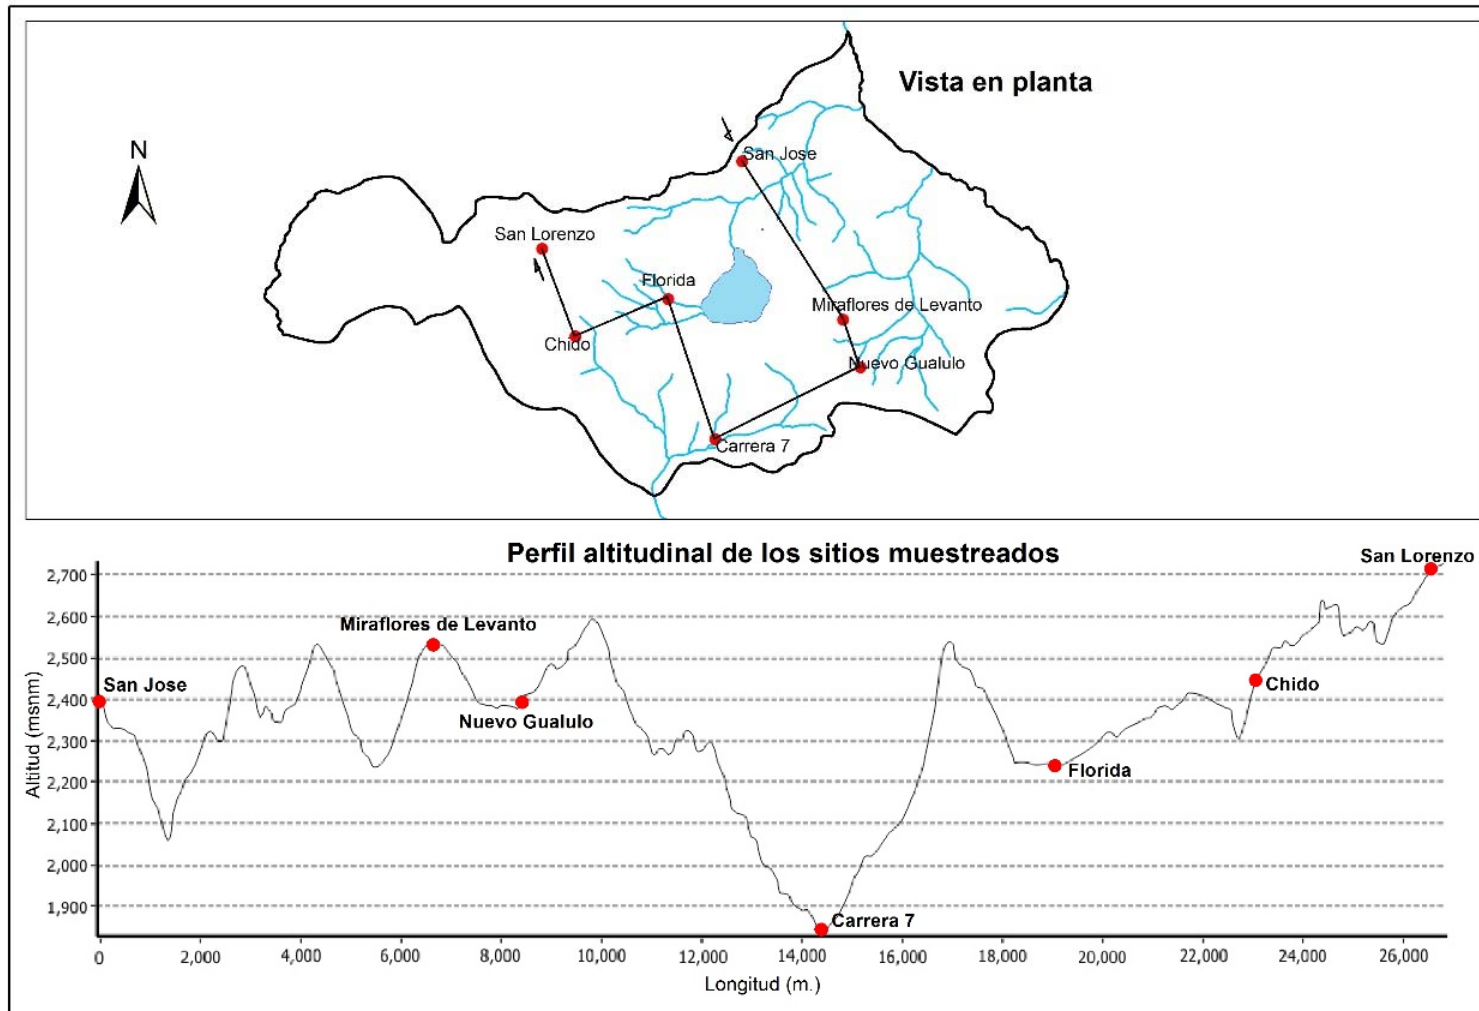 Vista en planta
N
San Jose
San Lorenzo
Florida
Miraflores de Levanto
Chido
Nuevo Gualulo
Carrera 7
Perfil altitudinal de los sitios muestreados
San Lorenzo
2,700
2,600
Miraflores de Levanto
2,500
San Jose
Chido
2,400
Nuevo Gualulo
2,300
Florida
2,200
2,100
2,000
1,900
Carrera 7
Altitud (msnm)
0 2,000 4,000 6,000 8,000 10,000 12,000 14,000 16,000 18,000 20,000 22,000 24,000 26,000
Longitud (m.)